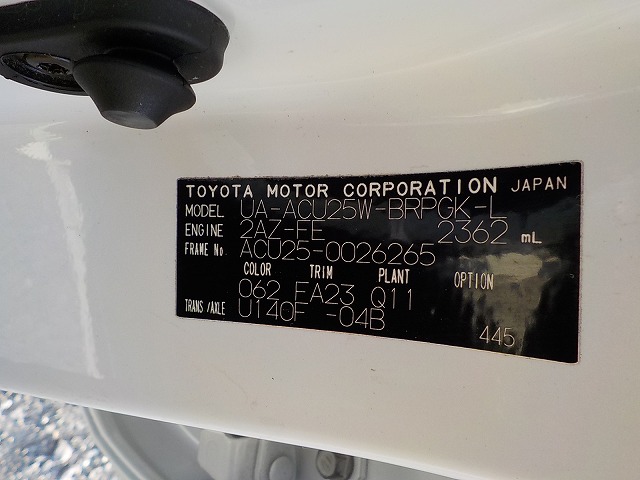 TOYOTA MOTOR CORPORATION JAPAN
MODEL UA-ACU25W-BRPGK-L
ENGINE 2AZ-FE 2362 mL
FRAME No ACU25-0026265
COLOR TRIM PLANT OPTION
062 FA23 Q11
TRANS/AXLE U140F -04B
445